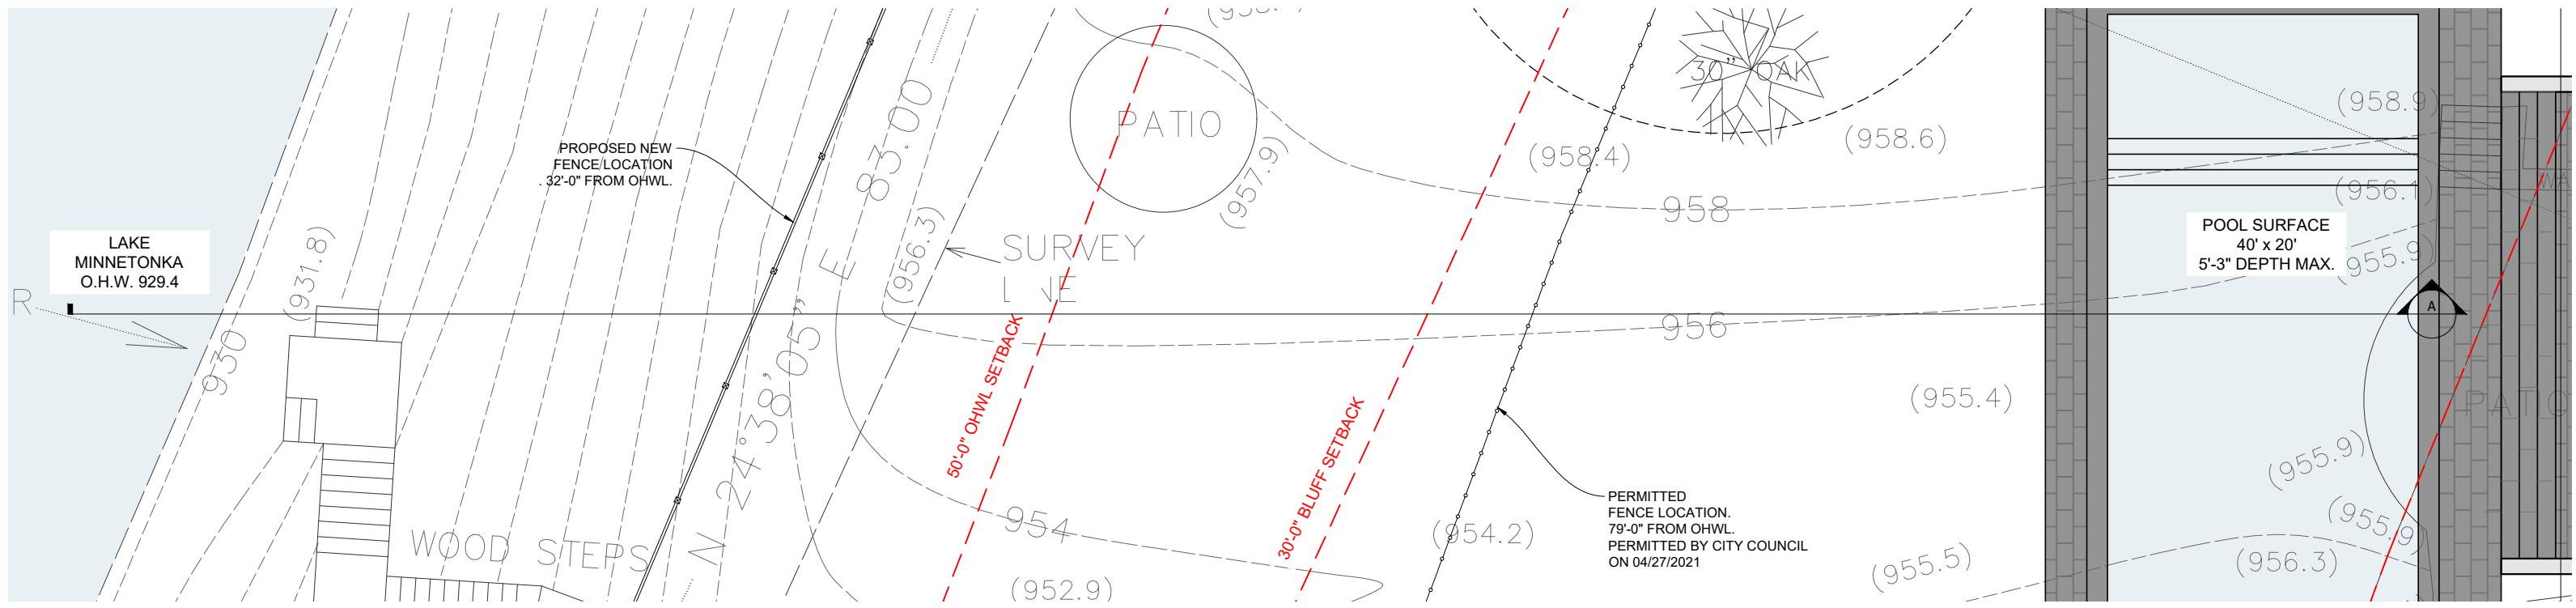 LAKE
MINNETONKA
O.H.W. 929.4
R
930
(931.8)
PROPOSED NEW
FENCE LOCATION
. 32'-0" FROM OHWL.
WOOD STEPS
N 24°38'05" E 83.00
(956.3)
SURVEY
PATIO
(957.9)
50'-0" OHWL SETBACK
954
(952.9)
30'-0" BLUFF SETBACK
30" OAK
(958.4)
(958.6)
958
956
(955.4)
(954.2)
PERMITTED
FENCE LOCATION.
79'-0" FROM OHWL.
PERMITTED BY CITY COUNCIL
ON 04/27/2021
(955.5)
(958.9)
(956.1)
POOL SURFACE
40' x 20'
5'-3" DEPTH MAX.
(955.9)
A
PATIO
(955.9)
(955.9)
(956.3)